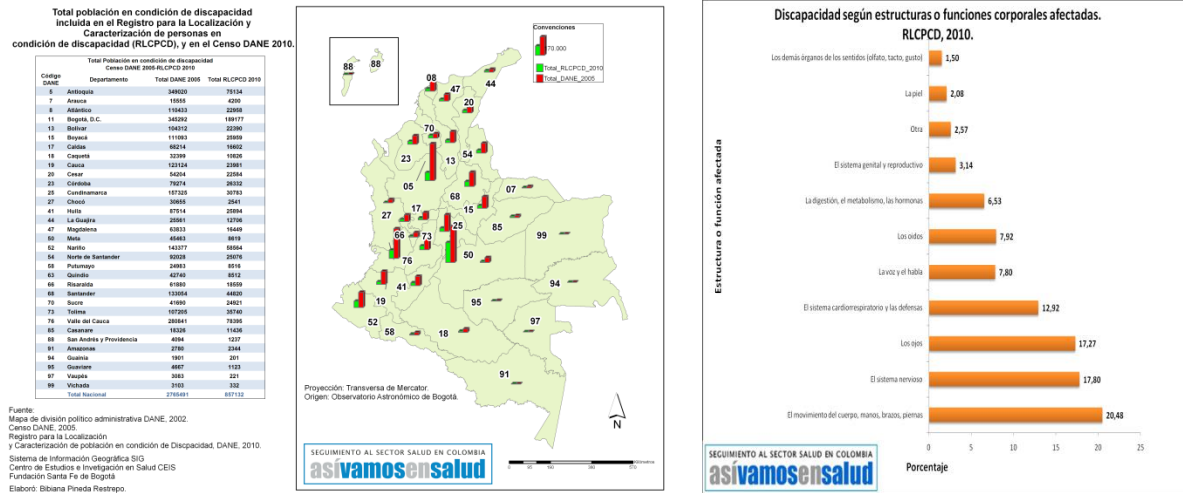 Total población en condición de discapacidad
incluida en el Registro para la Localización y
Caracterización de personas en
condición de discapacidad (RLCPCD), y en el Censo DANE 2010.
Total Población en condición de discapacidad
Censo DANE 2005-RLCPCD 2010
Código DANE Departamento Total DANE 2005 Total RLCPCD 2010
5 Antioquia 349020 75134
7 Arauca 15555 4200
8 Atlántico 110433 22958
11 Bogotá, D.C. 345292 189177
13 Bolívar 104312 22390
15 Boyacá 111093 25959
17 Caldas 68214 16602
18 Caquetá 32399 10826
19 Cauca 123124 23981
20 Cesar 54204 22584
23 Córdoba 79274 26332
25 Cundinamarca 157325 30763
27 Chocó 30655 2541
41 Huila 87514 25894
44 La Guajira 25561 12706
47 Magdalena 63833 16449
50 Meta 45463 8619
52 Nariño 143377 58564
54 Norte de Santander 92028 25076
58 Putumayo 24983 8516
63 Quindío 42740 8512
66 Risaralda 61880 18559
68 Santander 133054 44820
70 Sucre 41690 24921
73 Tolima 107205 35740
76 Valle del Cauca 280841 79395
85 Casanare 18326 11436
88 San Andrés y Providencia 4094 1237
91 Amazonas 2780 2344
94 Guainía 1901 201
95 Guaviare 4667 1123
97 Vaupés 3083 221
99 Vichada 3103 332
Total Nacional 2765491 857132
Fuente:
Mapa de división político administrativa DANE, 2002.
Censo DANE, 2005.
Registro para la Localización
y Caracterización de población en condición de Discpacidad, DANE, 2010.
Sistema de Información Geográfica SIG
Centro de Estudios e Invetigación en Salud CEIS
Fundación Santa Fe de Bogotá
Elaboró: Bibiana Pineda Restrepo.
Convenciones
70.000
Total_RLCPCD_2010
Total_DANE_2005
88
88
08
47
44
20
70
23
13
54
05
07
68
27
17
15
85
25
66
73
99
76
50
94
41
19
95
52
58
18
97
91
Proyección: Transversa de Mercator.
Origen: Observatorio Astronómico de Bogotá.
N
SEGUIMIENTO AL SECTOR SALUD EN COLOMBIA
asívamosensalud
Discapacidad según estructuras o funciones corporales afectadas.
RLCPCD, 2010.
Estructura o función afectada
Los demás órganos de los sentidos (olfato, tacto, gusto) 1,50
La piel 2,08
Otra 2,57
El sistema genital y reproductivo 3,14
La digestión, el metabolismo, las hormonas 6,53
Los oidos 7,92
La voz y el habla 7,80
El sistema cardiorrespiratorio y las defensas 12,92
Los ojos 17,27
El sistema nervioso 17,80
El movimiento del cuerpo, manos, brazos, piernas 20,48
0 5 10 15 20 25
Porcentaje
SEGUIMIENTO AL SECTOR SALUD EN COLOMBIA
asívamosensalud